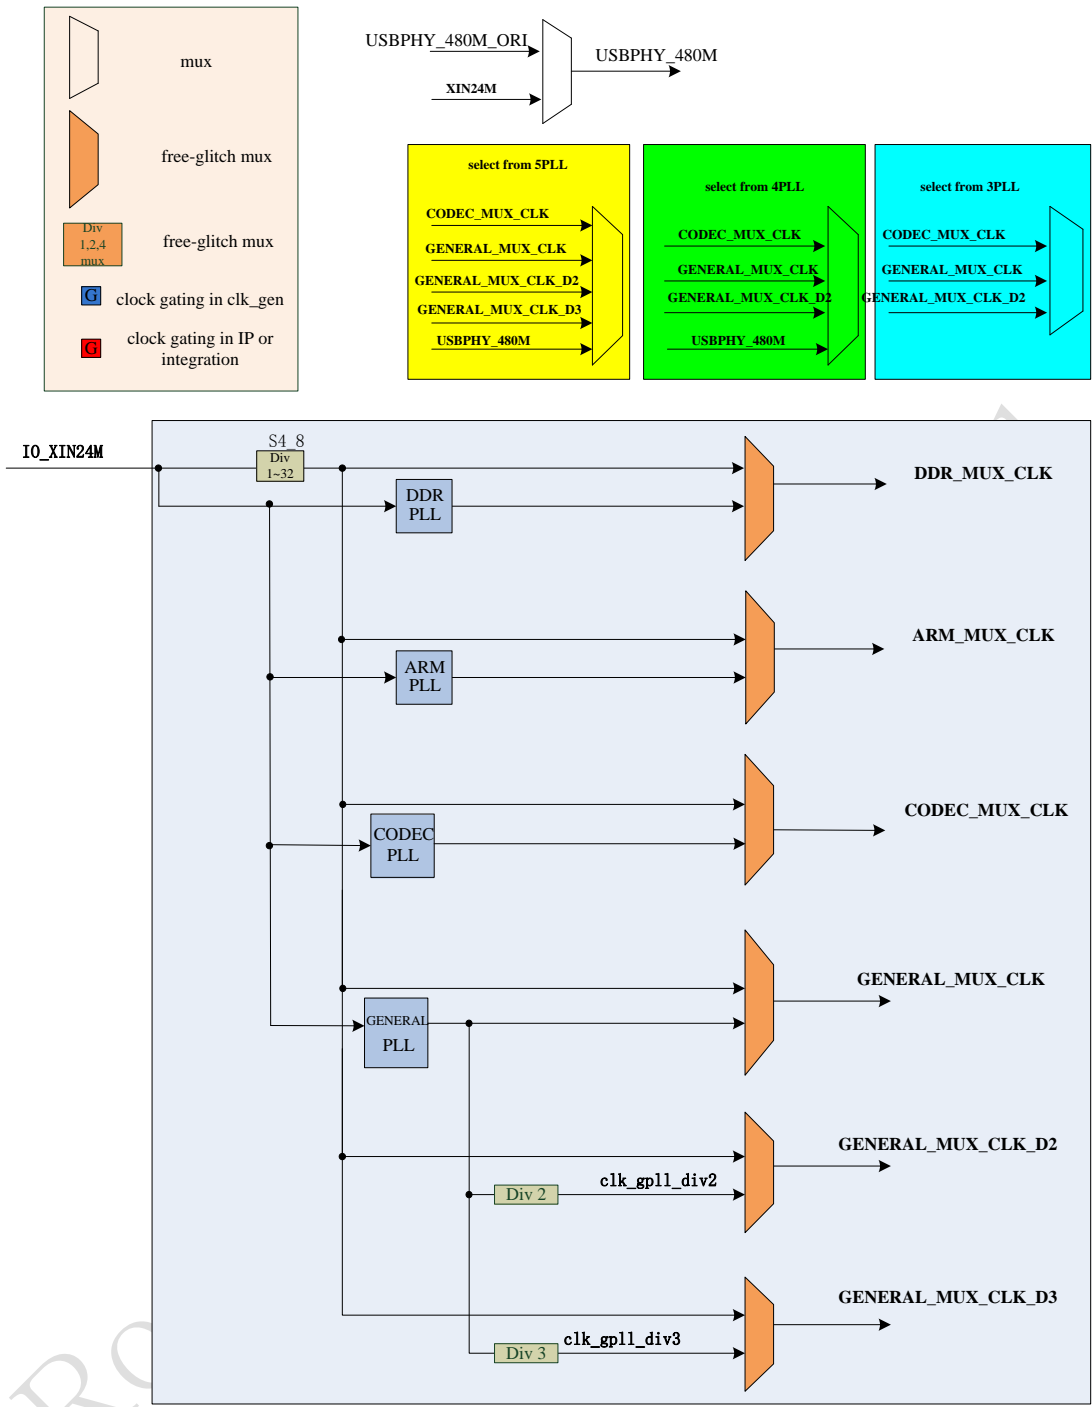 mux
free-glitch mux
Div
1,2,4
mux
free-glitch mux
G
clock gating in clk_gen
G
clock gating in IP or
integration
USBPHY_480M_ORI
XIN24M
USBPHY_480M
select from 5PLL
CODEC_MUX_CLK
GENERAL_MUX_CLK
GENERAL_MUX_CLK_D2
GENERAL_MUX_CLK_D3
USBPHY_480M
select from 4PLL
CODEC_MUX_CLK
GENERAL_MUX_CLK
GENERAL_MUX_CLK_D2
USBPHY_480M
select from 3PLL
CODEC_MUX_CLK
GENERAL_MUX_CLK
GENERAL_MUX_CLK_D2
IO_XIN24M
S4_8
Div
1~32
DDR
PLL
DDR_MUX_CLK
ARM
PLL
ARM_MUX_CLK
CODEC
PLL
CODEC_MUX_CLK
GENERAL
PLL
GENERAL_MUX_CLK
Div 2
clk_gpll_div2
GENERAL_MUX_CLK_D2
Div 3
clk_gpll_div3
GENERAL_MUX_CLK_D3